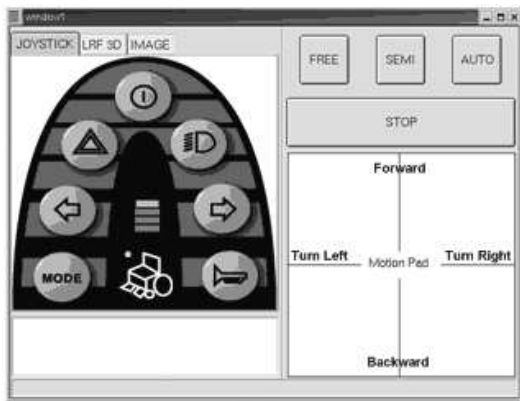 window1
JOYSTICK LRF 3D IMAGE
FREE SEMI AUTO
STOP
Forward
Turn Left Motion Pad Turn Right
MODE
Backward